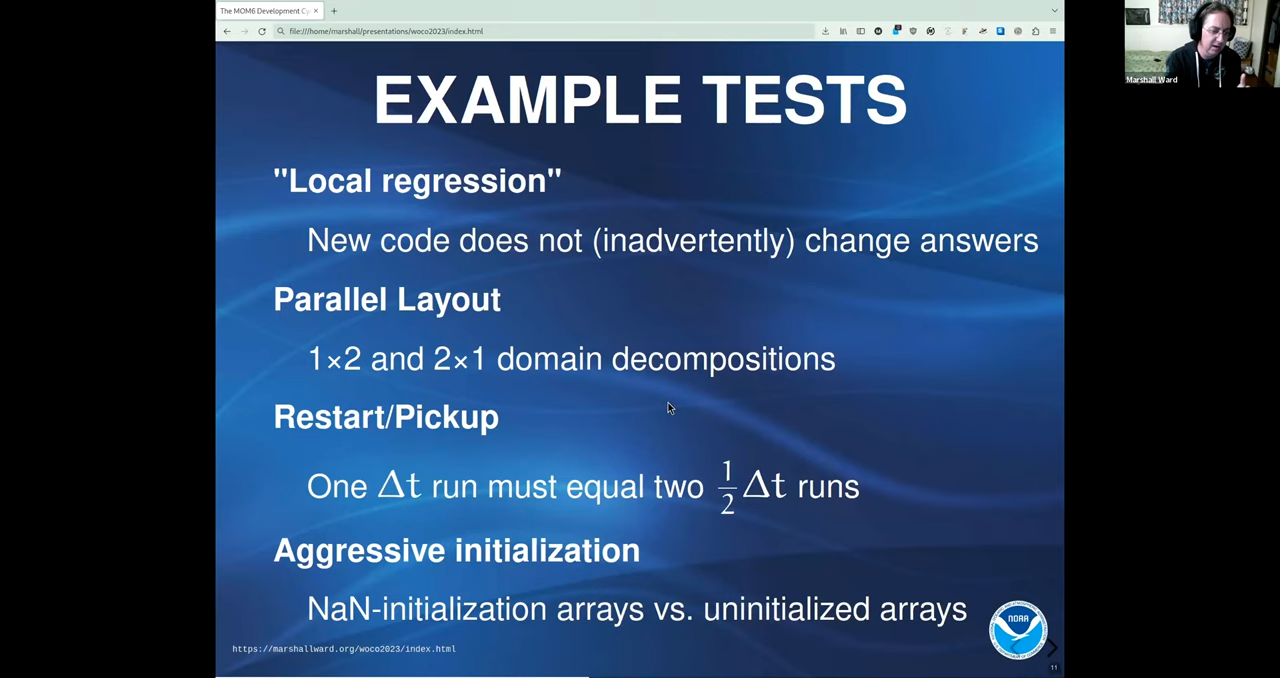 The MOM6 Development Cy
file:///home/marshall/presentations/woco2023/index.html
Marshall Ward
EXAMPLE TESTS
"Local regression"
New code does not (inadvertently) change answers
Parallel Layout
1×2 and 2×1 domain decompositions
Restart/Pickup
One Δt run must equal two 1/2 Δt runs
Aggressive initialization
NaN-initialization arrays vs. uninitialized arrays
NOAA
https://marshallward.org/woco2023/index.html
11